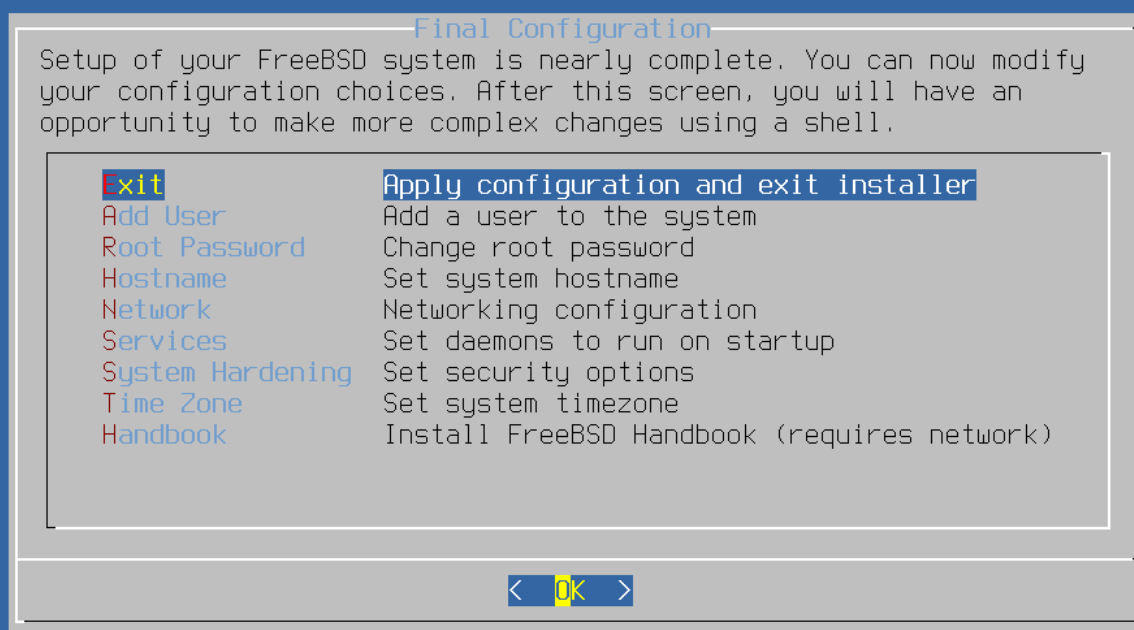 Final Configuration
Setup of your FreeBSD system is nearly complete. You can now modify
your configuration choices. After this screen, you will have an
opportunity to make more complex changes using a shell.
Exit Apply configuration and exit installer
Add User Add a user to the system
Root Password Change root password
Hostname Set system hostname
Network Networking configuration
Services Set daemons to run on startup
System Hardening Set security options
Time Zone Set system timezone
Handbook Install FreeBSD Handbook (requires network)
< OK >